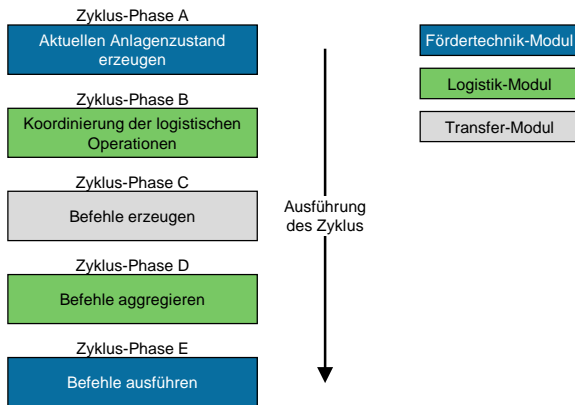 Zyklus-Phase A
Aktuellen Anlagenzustand
erzeugen
Zyklus-Phase B
Koordinierung der logistischen
Operationen
Zyklus-Phase C
Befehle erzeugen
Zyklus-Phase D
Befehle aggregieren
Zyklus-Phase E
Befehle ausführen
Ausführung
des Zyklus
Fördertechnik-Modul
Logistik-Modul
Transfer-Modul